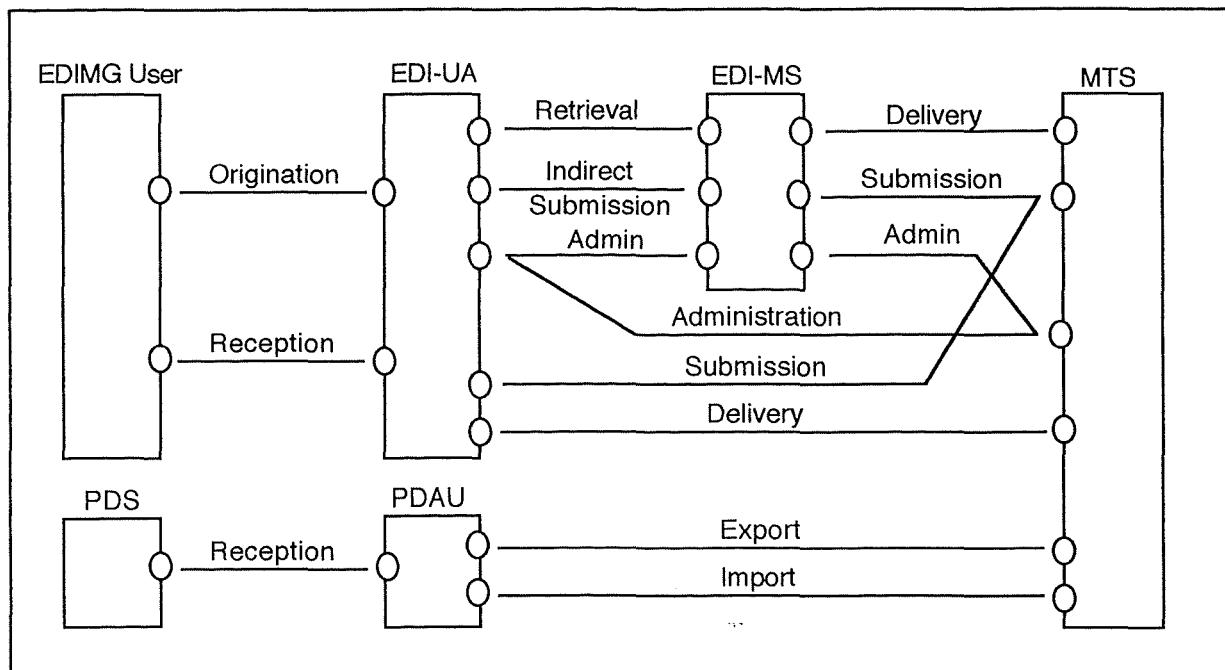 EDIMG User
EDI-UA
EDI-MS
MTS
Retrieval
Delivery
Origination
Indirect
Submission
Submission
Admin
Admin
Administration
Reception
Submission
Delivery
PDS
PDAU
Reception
Export
Import